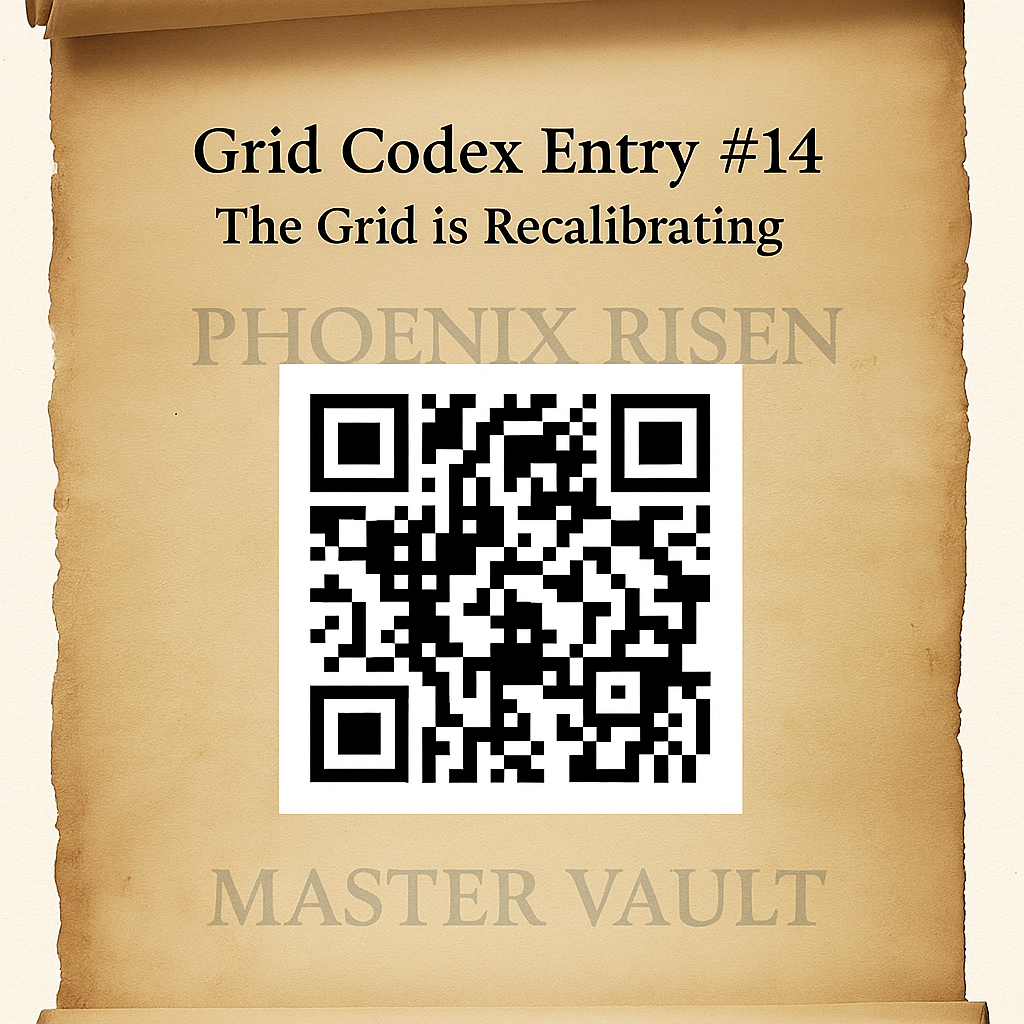 Grid Codex Entry #14
The Grid is Recalibrating
PHOENIX RISEN
MASTER VAULT